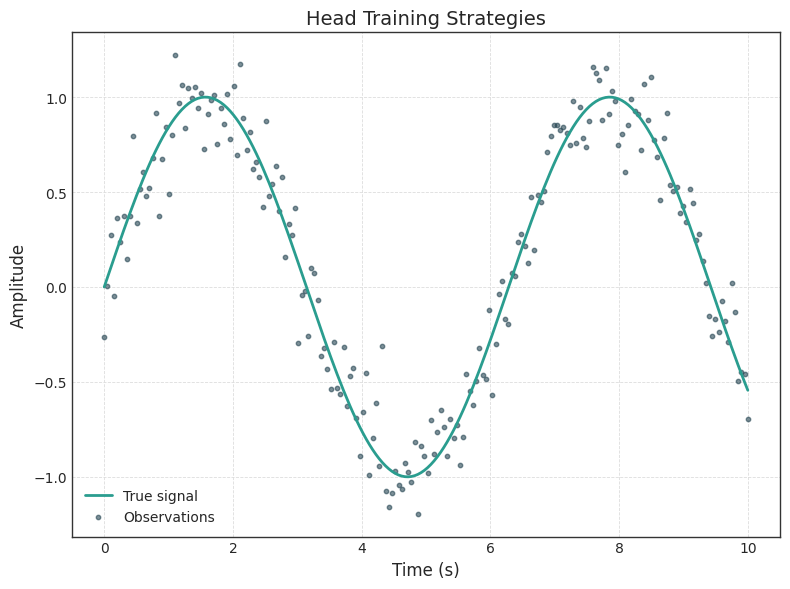 Head Training Strategies
Amplitude
1.0
0.5
0.0
−0.5
−1.0
True signal
Observations
0 2 4 6 8 10
Time (s)